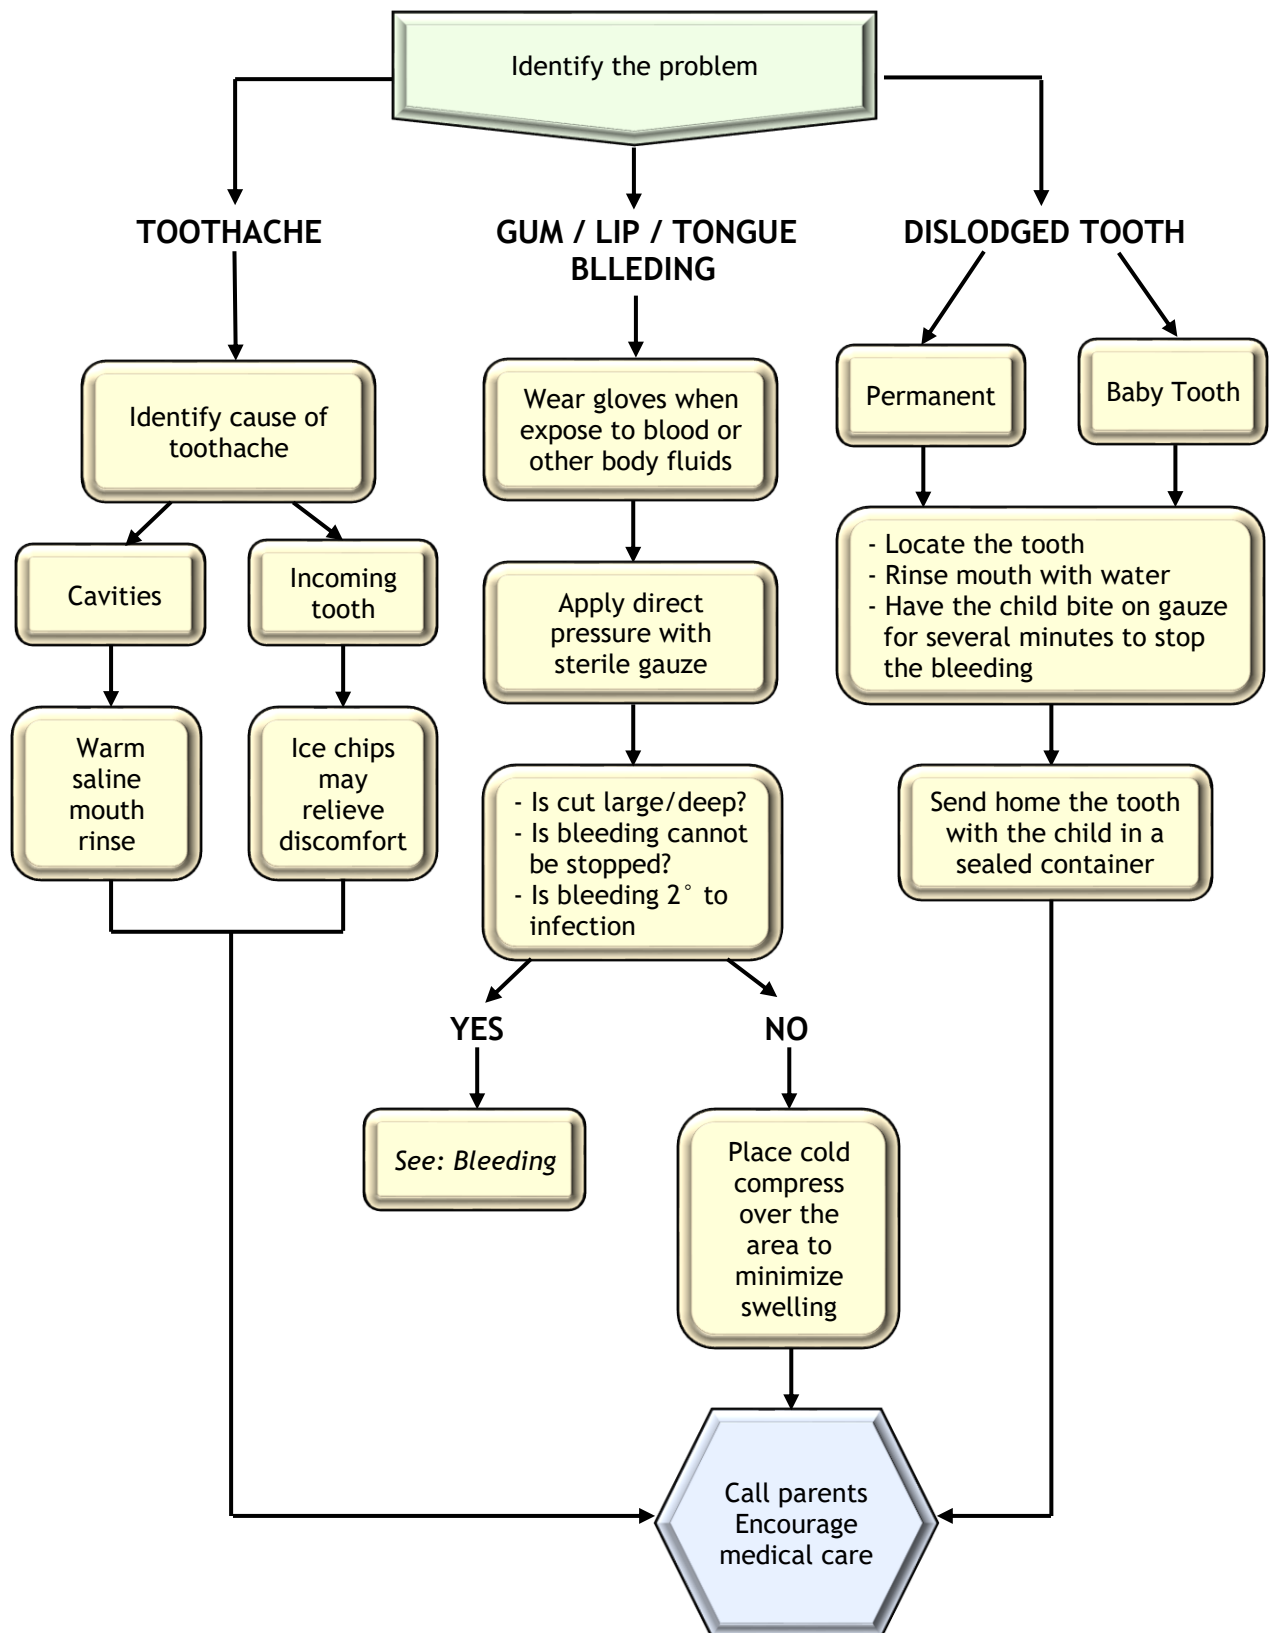 Identify the problem
TOOTHACHE
GUM / LIP / TONGUE
BLLEDING
DISLODGED TOOTH
Identify cause of
toothache
Cavities
Incoming
tooth
Warm
saline
mouth
rinse
Ice chips
may
relieve
discomfort
Wear gloves when
expose to blood or
other body fluids
Apply direct
pressure with
sterile gauze
- Is cut large/deep?
- Is bleeding cannot
be stopped?
- Is bleeding 2° to
infection
YES
NO
See: Bleeding
Place cold
compress
over the
area to
minimize
swelling
Permanent
Baby Tooth
- Locate the tooth
- Rinse mouth with water
- Have the child bite on gauze
for several minutes to stop
the bleeding
Send home the tooth
with the child in a
sealed container
Call parents
Encourage
medical care